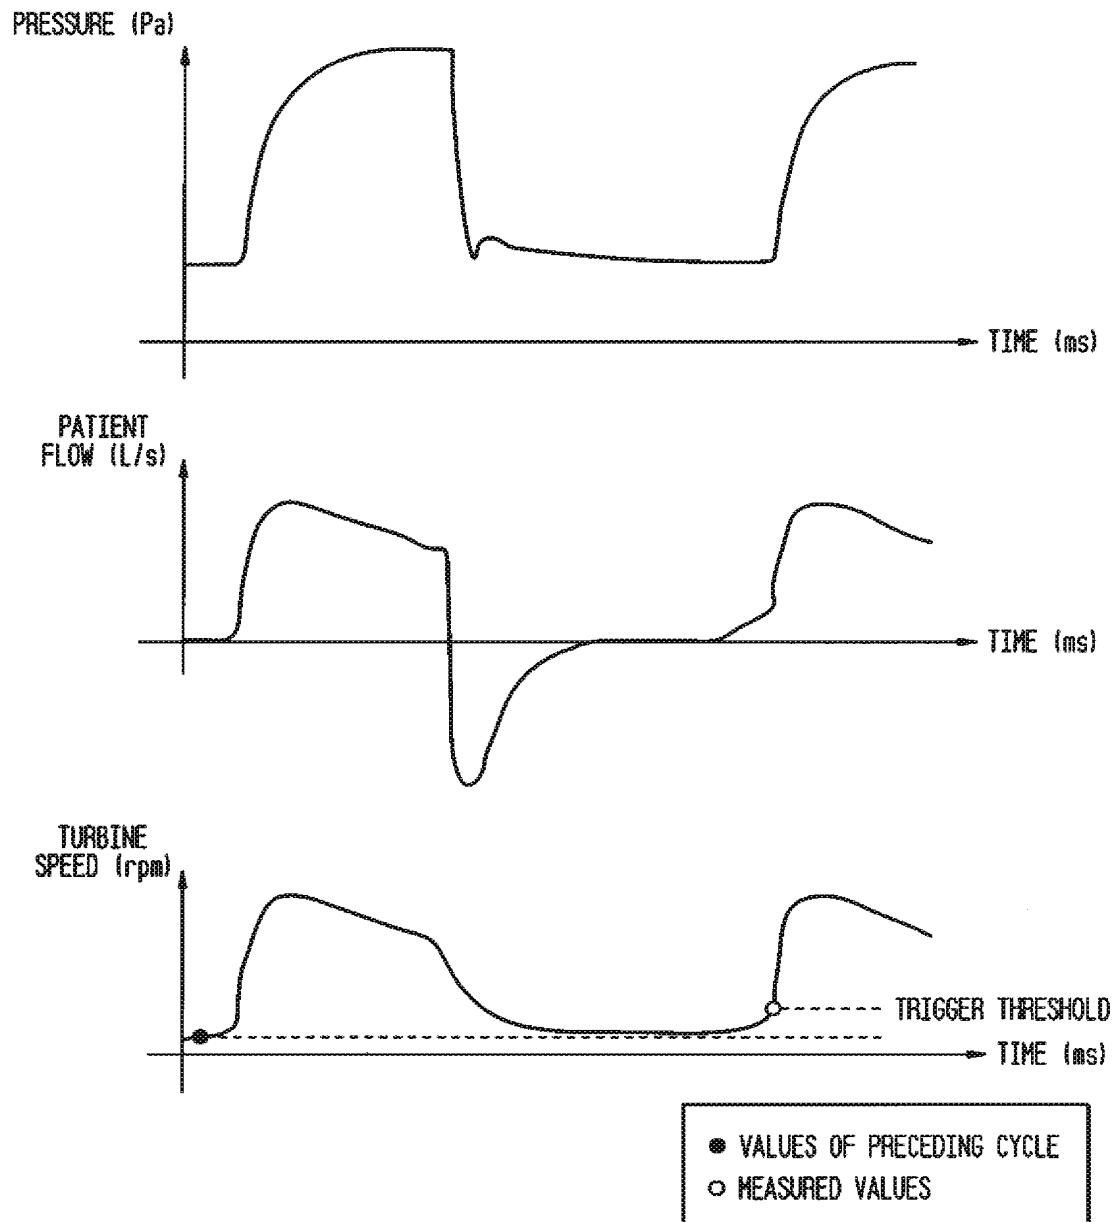 PRESSURE (Pa)
TIME (ms)
PATIENT
FLOW (L/s)
TIME (ms)
TURBINE
SPEED (rpm)
TRIGGER THRESHOLD
TIME (ms)
VALUES OF PRECEDING CYCLE
MEASURED VALUES